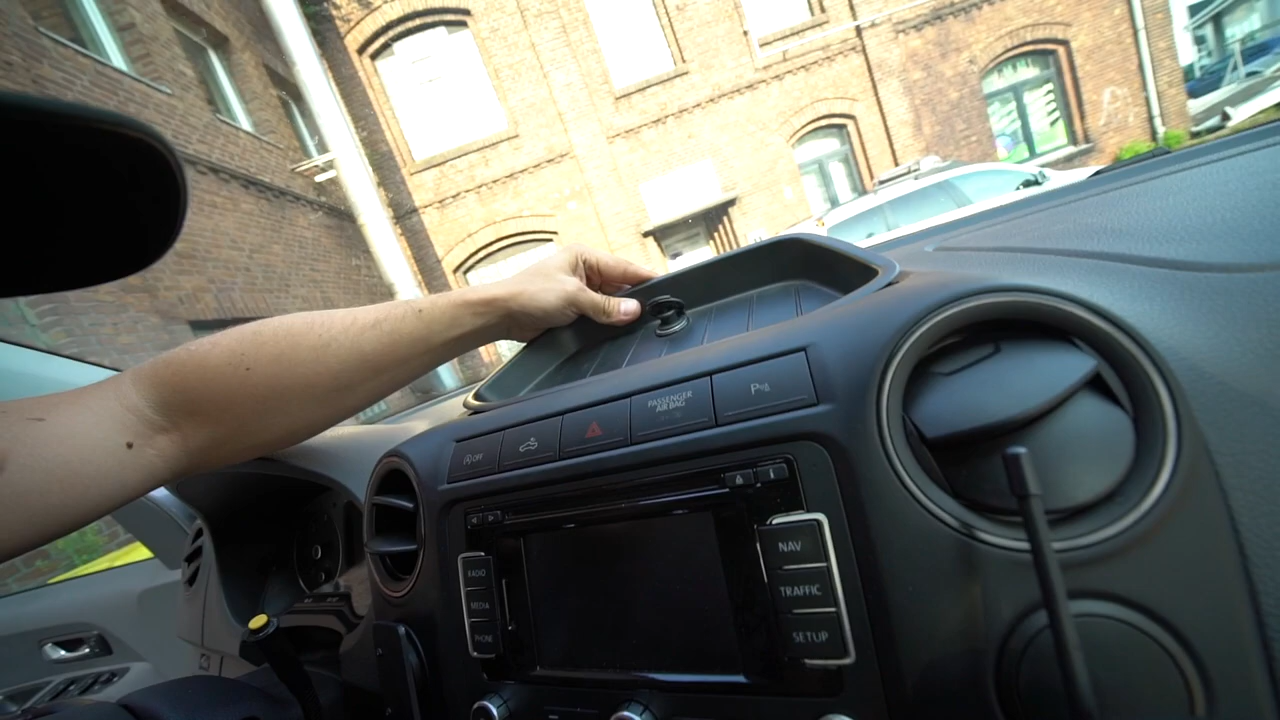 OFF
PASSENGER
AIR BAG
P
RADIO
MEDIA
PHONE
NAV
TRAFFIC
SETUP